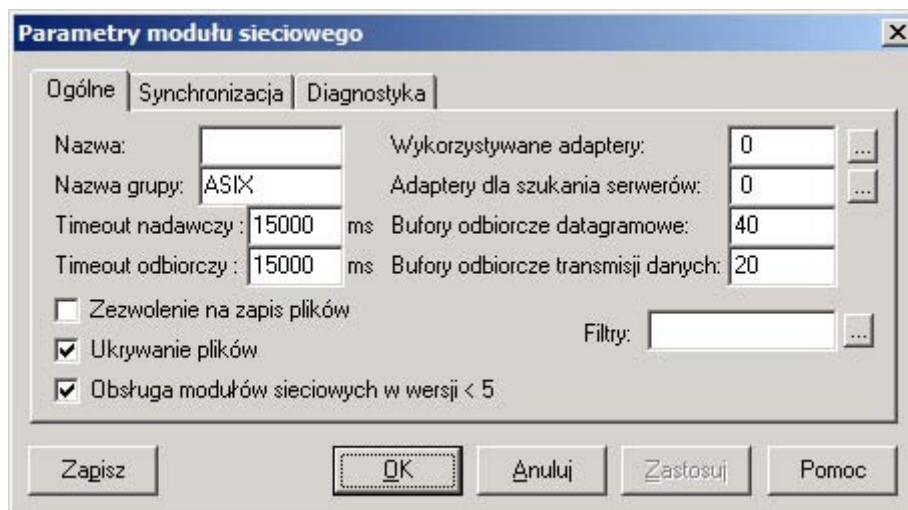 Parametry modułu sieciowego
Ogólne Synchronizacja Diagnostyka
Nazwa: Wykorzystywane adaptery: 0 ...
Nazwa grupy: ASIX Adaptery dla szukania serwerów: 0 ...
Timeout nadawczy : 15000 ms Bufory odbiorcze datagramowe: 40
Timeout odbiorczy : 15000 ms Bufory odbiorcze transmisji danych: 20
Zezwolenie na zapis plików
Filtry: ...
Ukrywanie plików
Obsługa modułów sieciowych w wersji < 5
Zapisz OK Anuluj Zastosuj Pomoc